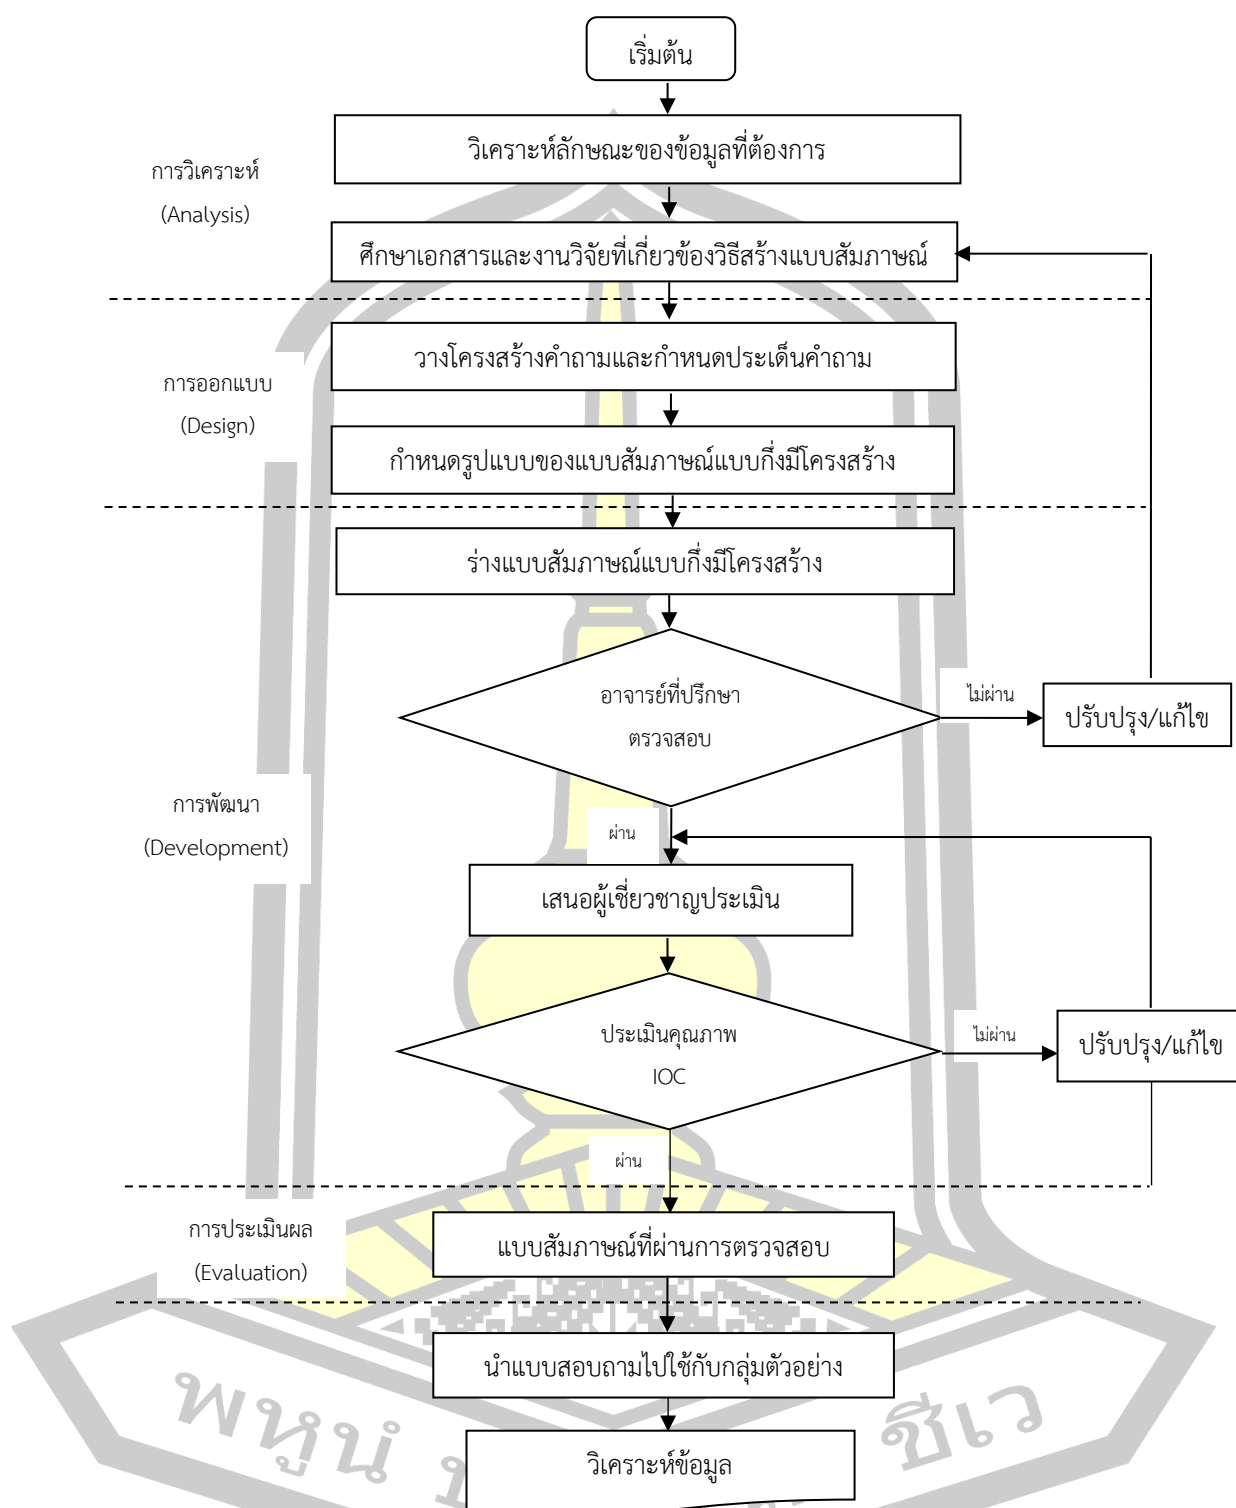 เริ่มต้น
วิเคราะห์ลักษณะของข้อมูลที่ต้องการ
การวิเคราะห์
(Analysis)
ศึกษาเอกสารและงานวิจัยที่เกี่ยวข้องวิธีสร้างแบบสัมภาษณ์
วางโครงสร้างคำถามและกำหนดประเด็นคำถาม
การออกแบบ
(Design)
กำหนดรูปแบบของแบบสัมภาษณ์แบบกึ่งมีโครงสร้าง
ร่างแบบสัมภาษณ์แบบกึ่งมีโครงสร้าง
อาจารย์ที่ปรึกษา
ตรวจสอบ
ไม่ผ่าน
ปรับปรุง/แก้ไข
การพัฒนา
(Development)
ผ่าน
เสนอผู้เชี่ยวชาญประเมิน
ประเมินคุณภาพ
IOC
ไม่ผ่าน
ปรับปรุง/แก้ไข
ผ่าน
การประเมินผล
(Evaluation)
แบบสัมภาษณ์ที่ผ่านการตรวจสอบ
นำแบบสอบถามไปใช้กับกลุ่มตัวอย่าง
วิเคราะห์ข้อมูล
พหูนํ
ชีเว